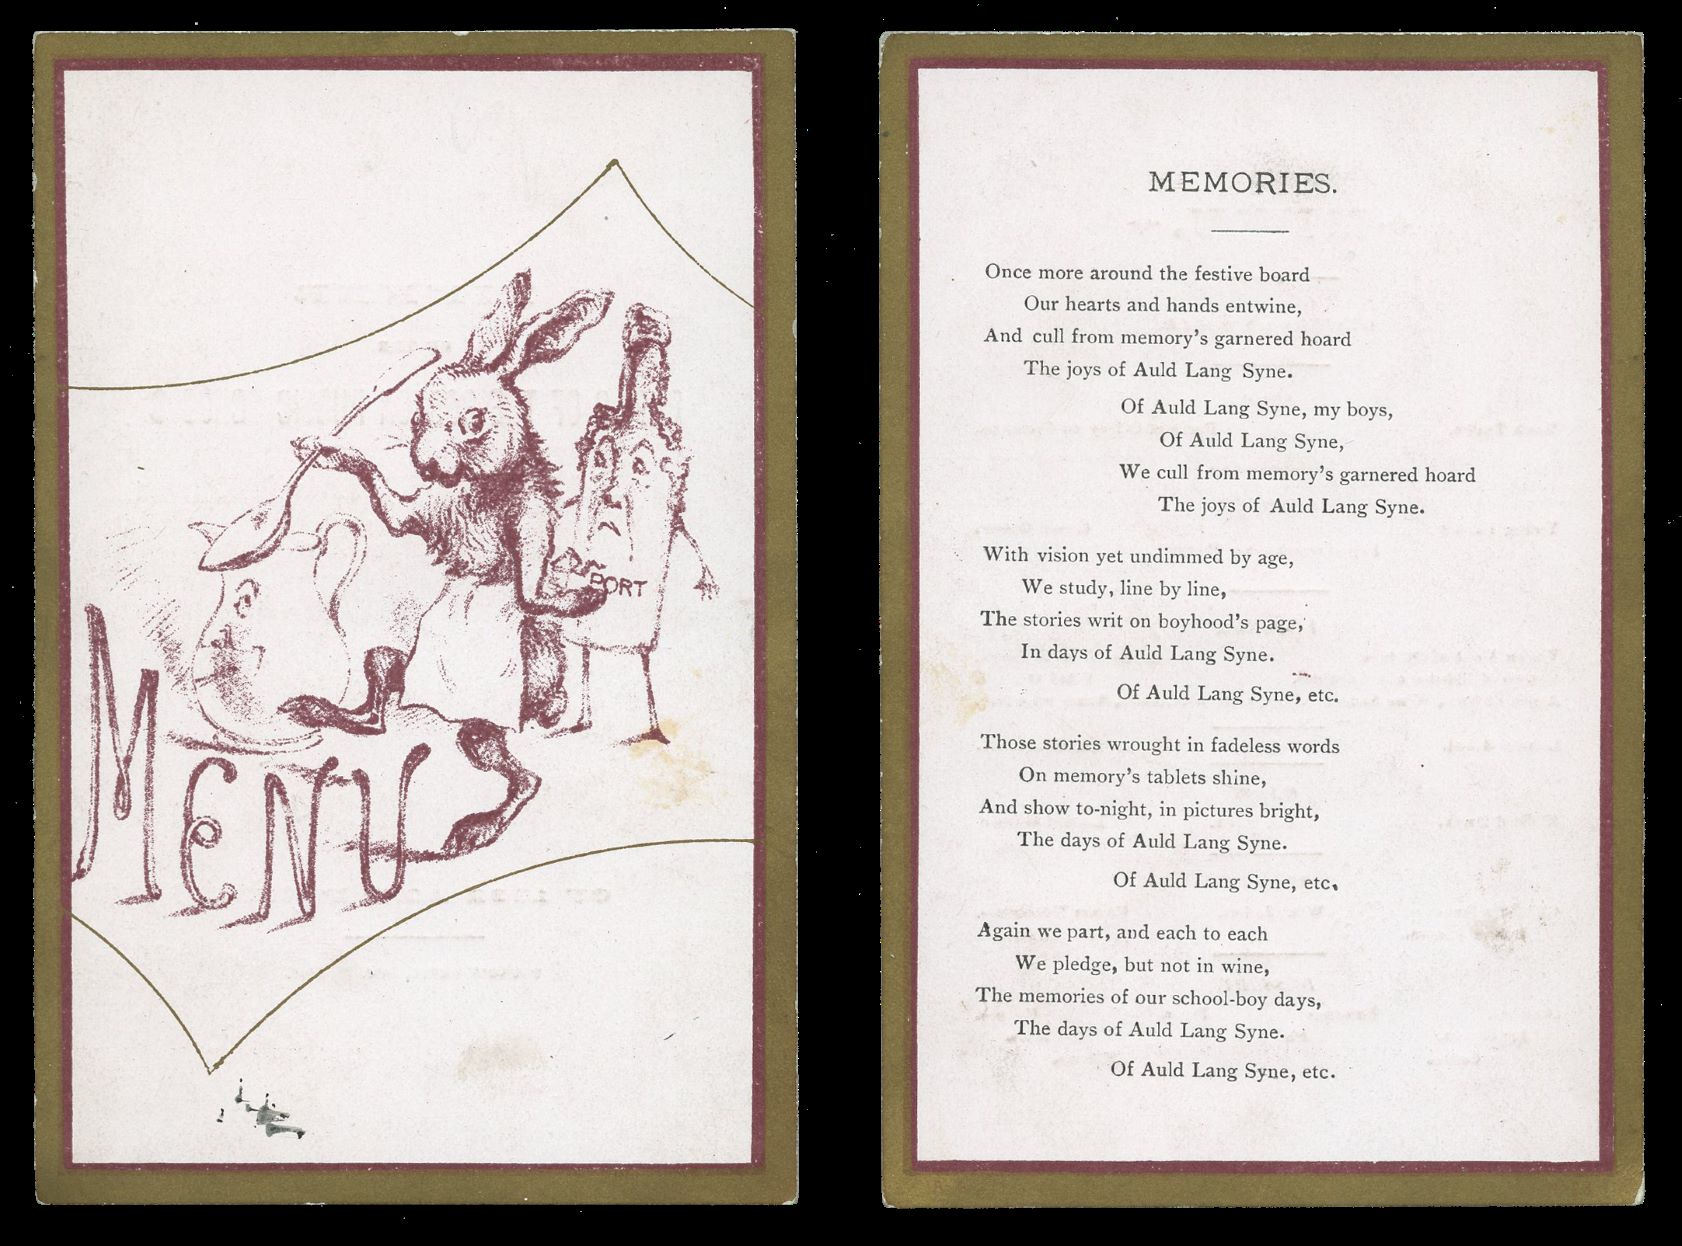 PORT
MENU
MEMORIES.
Once more around the festive board
Our hearts and hands entwine,
And cull from memory's garnered hoard
The joys of Auld Lang Syne.
Of Auld Lang Syne, my boys,
Of Auld Lang Syne,
We cull from memory's garnered hoard
The joys of Auld Lang Syne.
With vision yet undimmed by age,
We study, line by line,
The stories writ on boyhood's page,
In days of Auld Lang Syne.
Of Auld Lang Syne, etc.
Those stories wrought in fadeless words
On memory's tablets shine,
And show to-night, in pictures bright,
The days of Auld Lang Syne.
Of Auld Lang Syne, etc.
Again we part, and each to each
We pledge, but not in wine,
The memories of our school-boy days,
The days of Auld Lang Syne.
Of Auld Lang Syne, etc.